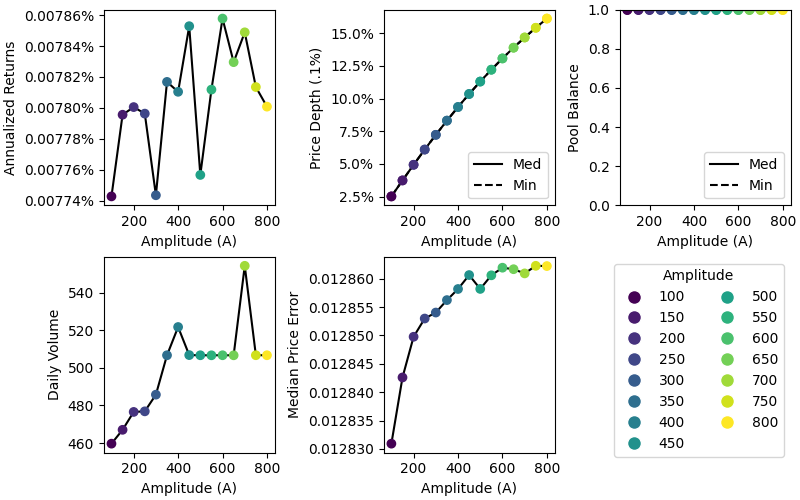 Annualized Returns
0.00786%
0.00784%
0.00782%
0.00780%
0.00778%
0.00776%
0.00774%
200 400 600 800
Amplitude (A)
Price Depth (.1%)
15.0%
12.5%
10.0%
7.5%
5.0%
2.5%
Med
Min
200 400 600 800
Amplitude (A)
Pool Balance
1.0
0.8
0.6
0.4
0.2
0.0
Med
Min
200 400 600 800
Amplitude (A)
Daily Volume
540
520
500
480
460
200 400 600 800
Amplitude (A)
Median Price Error
0.012860
0.012855
0.012850
0.012845
0.012840
0.012835
0.012830
200 400 600 800
Amplitude (A)
Amplitude
100 500
150 550
200 600
250 650
300 700
350 750
400 800
450